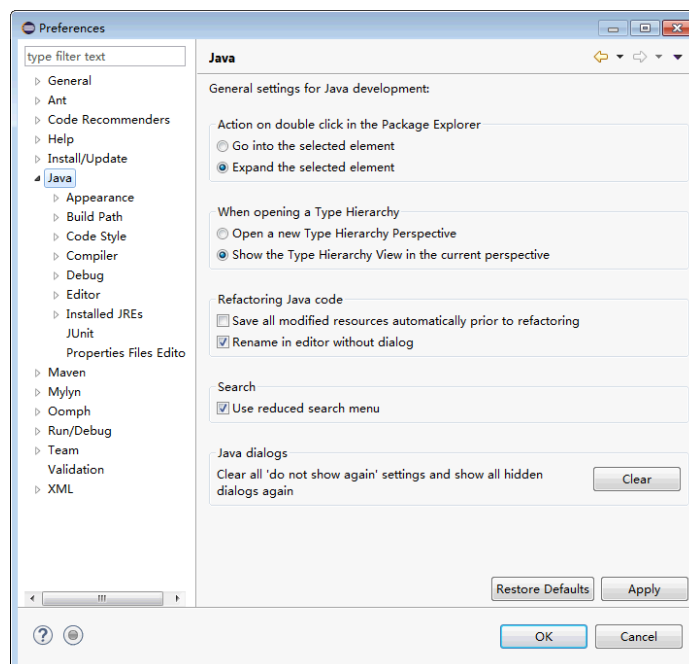 Preferences
type filter text
General
Ant
Code Recommenders
Help
Install/Update
Java
Appearance
Build Path
Code Style
Compiler
Debug
Editor
Installed JREs
JUnit
Properties Files Edito
Maven
Mylyn
Oomph
Run/Debug
Team
Validation
XML
Java
General settings for Java development:
Action on double click in the Package Explorer
Go into the selected element
Expand the selected element
When opening a Type Hierarchy
Open a new Type Hierarchy Perspective
Show the Type Hierarchy View in the current perspective
Refactoring Java code
Save all modified resources automatically prior to refactoring
Rename in editor without dialog
Search
Use reduced search menu
Java dialogs
Clear all 'do not show again' settings and show all hidden
dialogs again
Clear
Restore Defaults
Apply
OK
Cancel